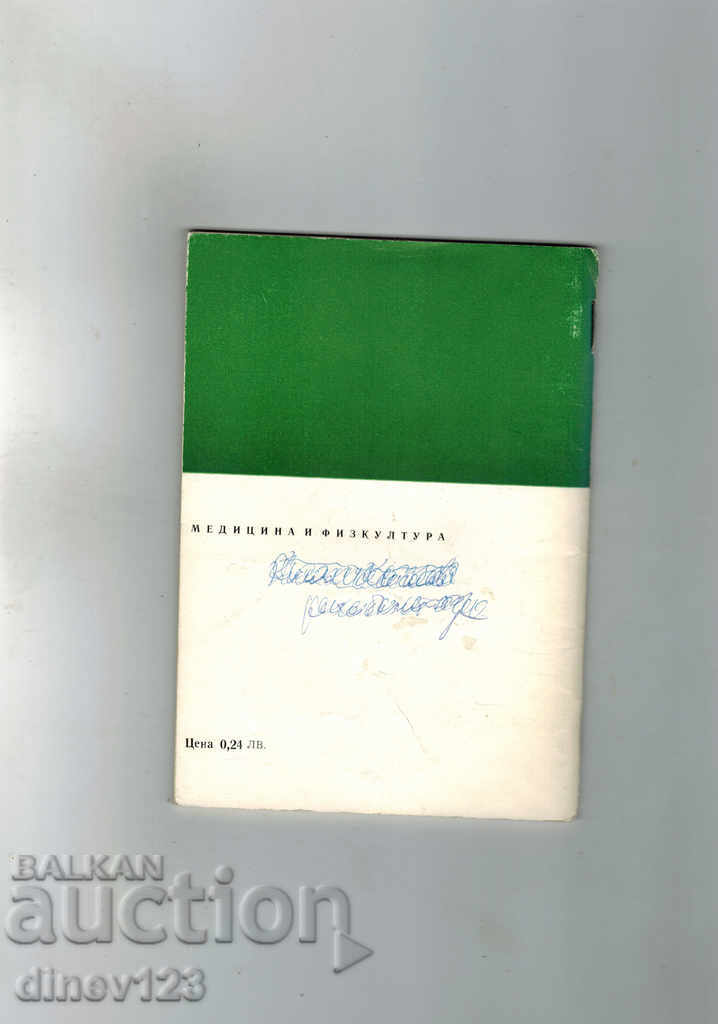 МЕДИЦИНА И ФИЗКУЛТУРА
Цена 0,24 ЛВ.
BALKAN
auction
dinev123